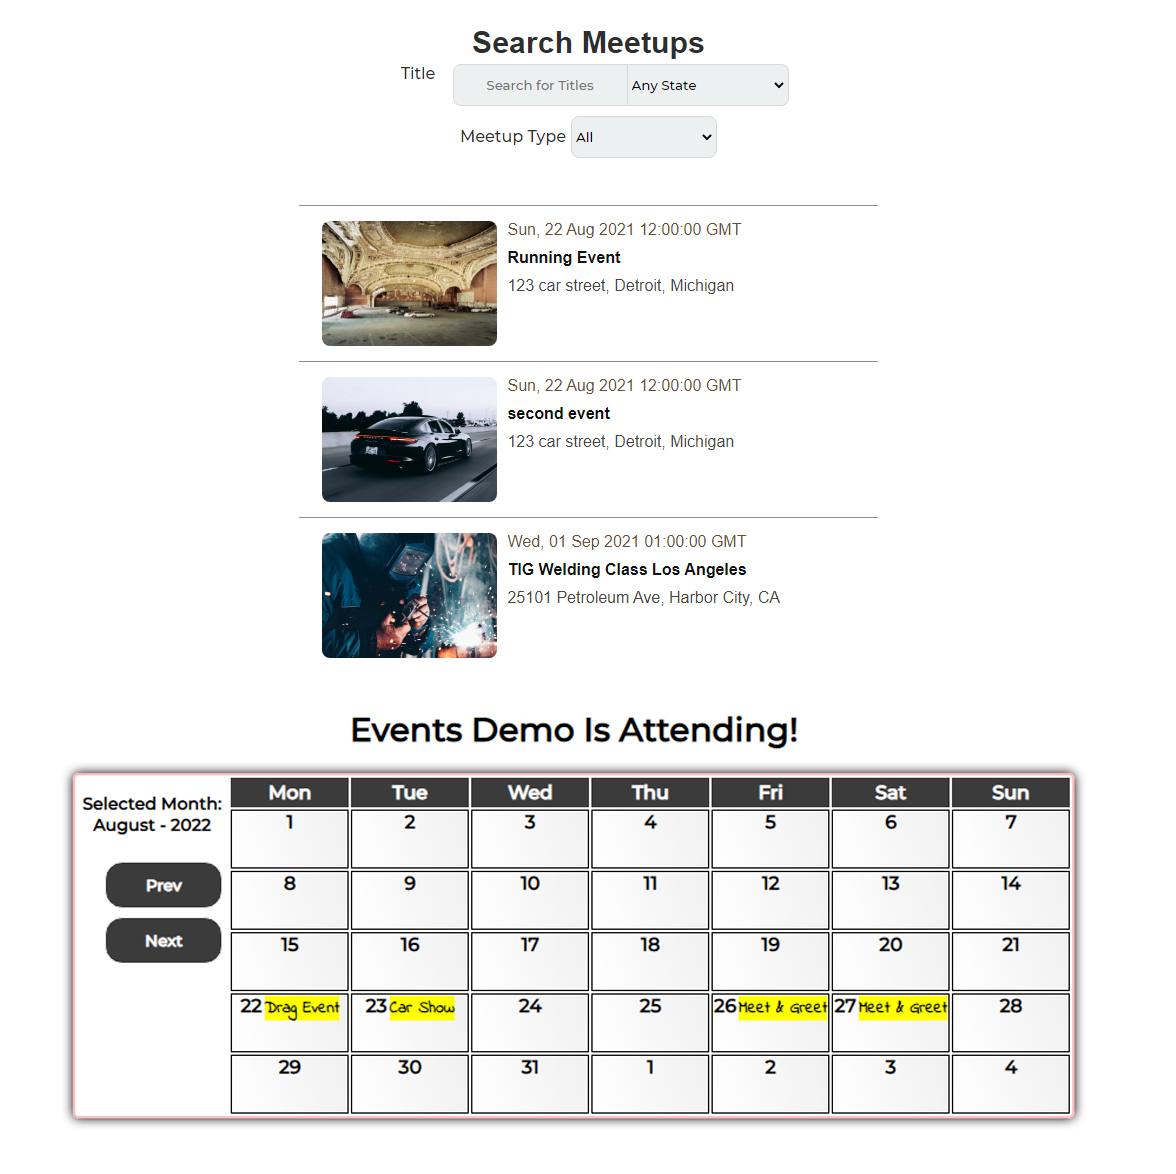 Search Meetups
Title Search for Titles Any State
Meetup Type All
Sun, 22 Aug 2021 12:00:00 GMT
Running Event
123 car street, Detroit, Michigan
Sun, 22 Aug 2021 12:00:00 GMT
second event
123 car street, Detroit, Michigan
Wed, 01 Sep 2021 01:00:00 GMT
TIG Welding Class Los Angeles
25101 Petroleum Ave, Harbor City, CA
Events Demo Is Attending!
Selected Month:
August - 2022
Prev
Next
Mon Tue Wed Thu Fri Sat Sun
1 2 3 4 5 6 7
8 9 10 11 12 13 14
15 16 17 18 19 20 21
22 Drag Event 23 Car Show 24 25 26 Meet & Greet 27 Meet & Greet 28
29 30 31 1 2 3 4